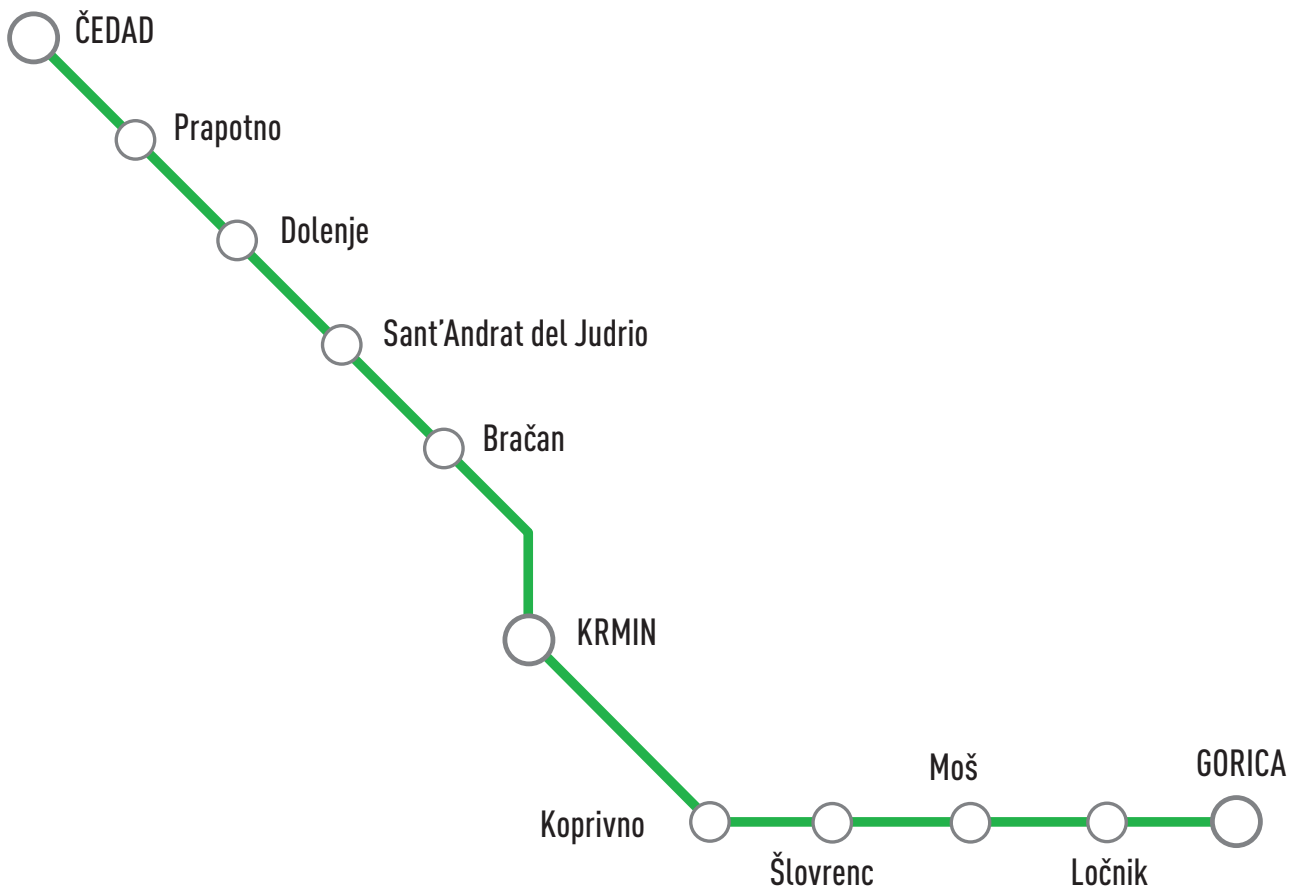 ČEDAD
Prapotno
Dolenje
Sant’Andrat del Judrio
Bračan
KRMIN
Koprivno
Šlovrenc
Moš
Ločnik
GORICA